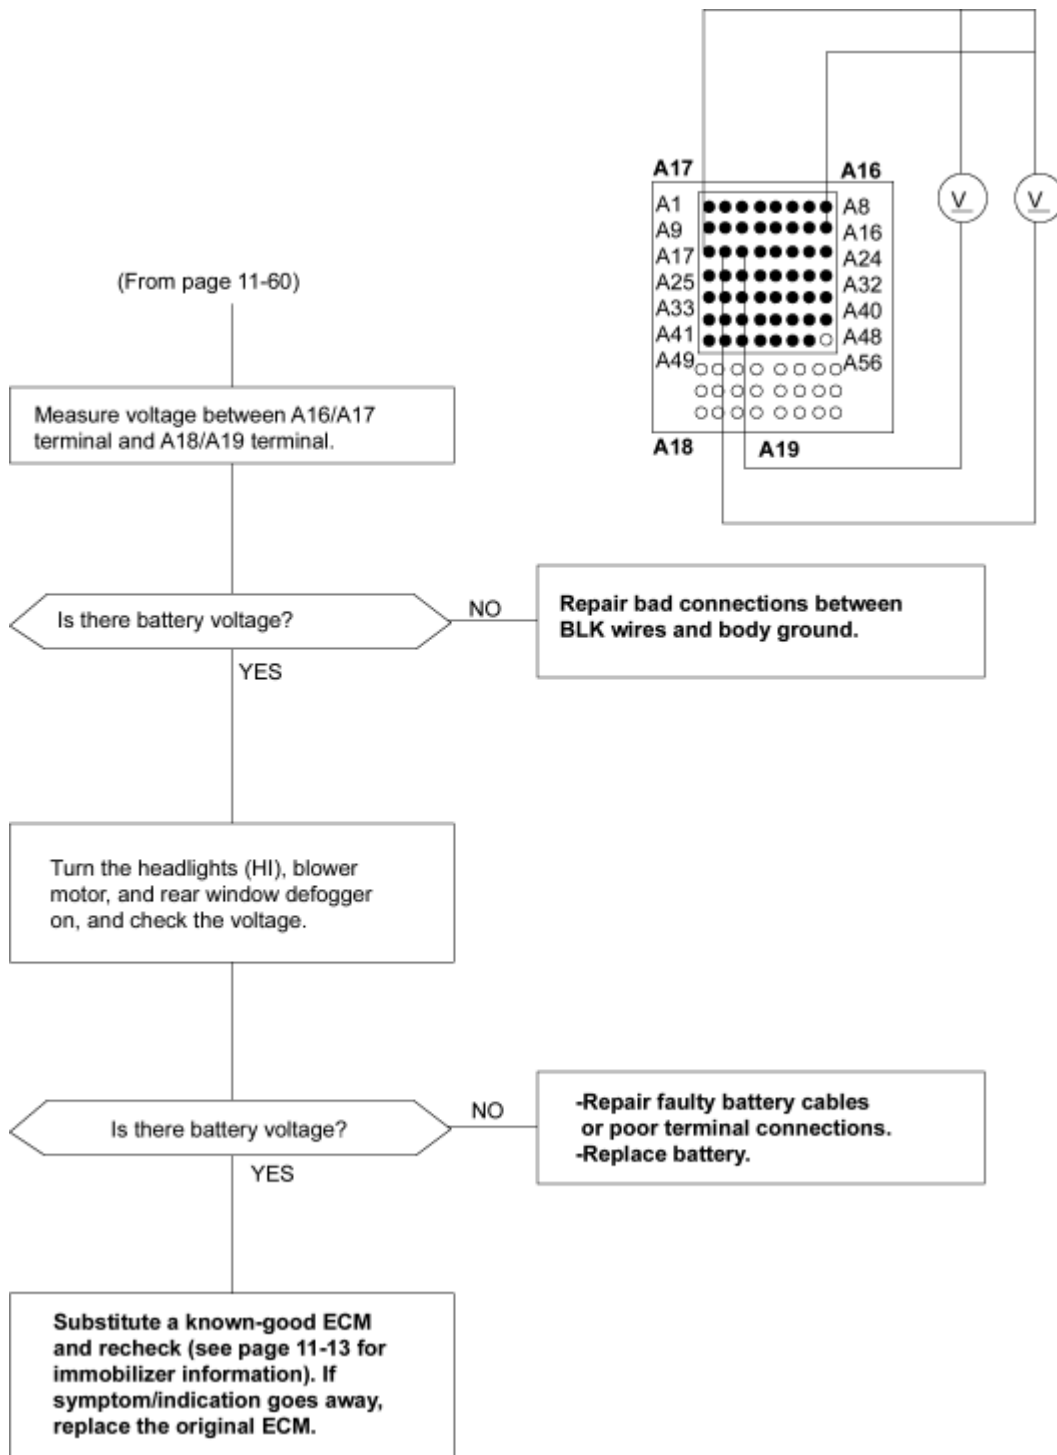 A17 A16
A1 A8
A9 A16
A17 A24
A25 A32
A33 A40
A41 A48
A49 A56
A18 A19
V V
(From page 11-60)
Measure voltage between A16/A17
terminal and A18/A19 terminal.
Is there battery voltage?
NO
Repair bad connections between
BLK wires and body ground.
YES
Turn the headlights (HI), blower
motor, and rear window defogger
on, and check the voltage.
Is there battery voltage?
NO
-Repair faulty battery cables
or poor terminal connections.
-Replace battery.
YES
Substitute a known-good ECM
and recheck (see page 11-13 for
immobilizer information). If
symptom/indication goes away,
replace the original ECM.